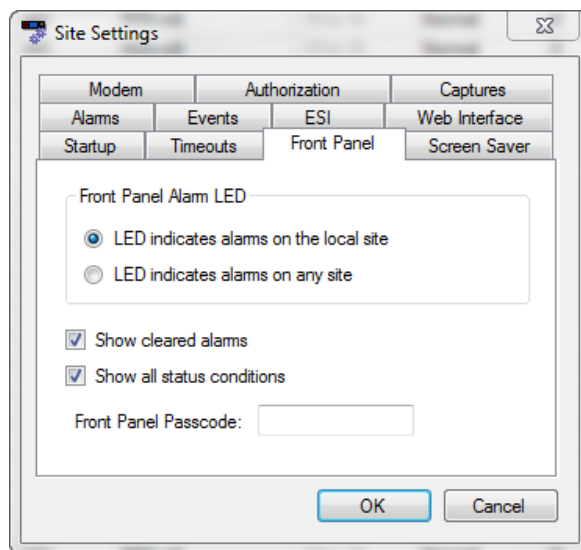 Site Settings
Modem Authorization Captures
Alarms Events ESI Web Interface
Startup Timeouts Front Panel Screen Saver
Front Panel Alarm LED
LED indicates alarms on the local site
LED indicates alarms on any site
Show cleared alarms
Show all status conditions
Front Panel Passcode:
OK Cancel